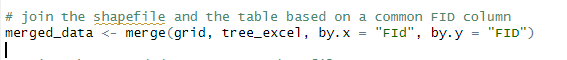 # join the shapefile and the table based on a common FID column
merged_data <- merge(grid, tree_excel, by.x = "FId", by.y = "FID")